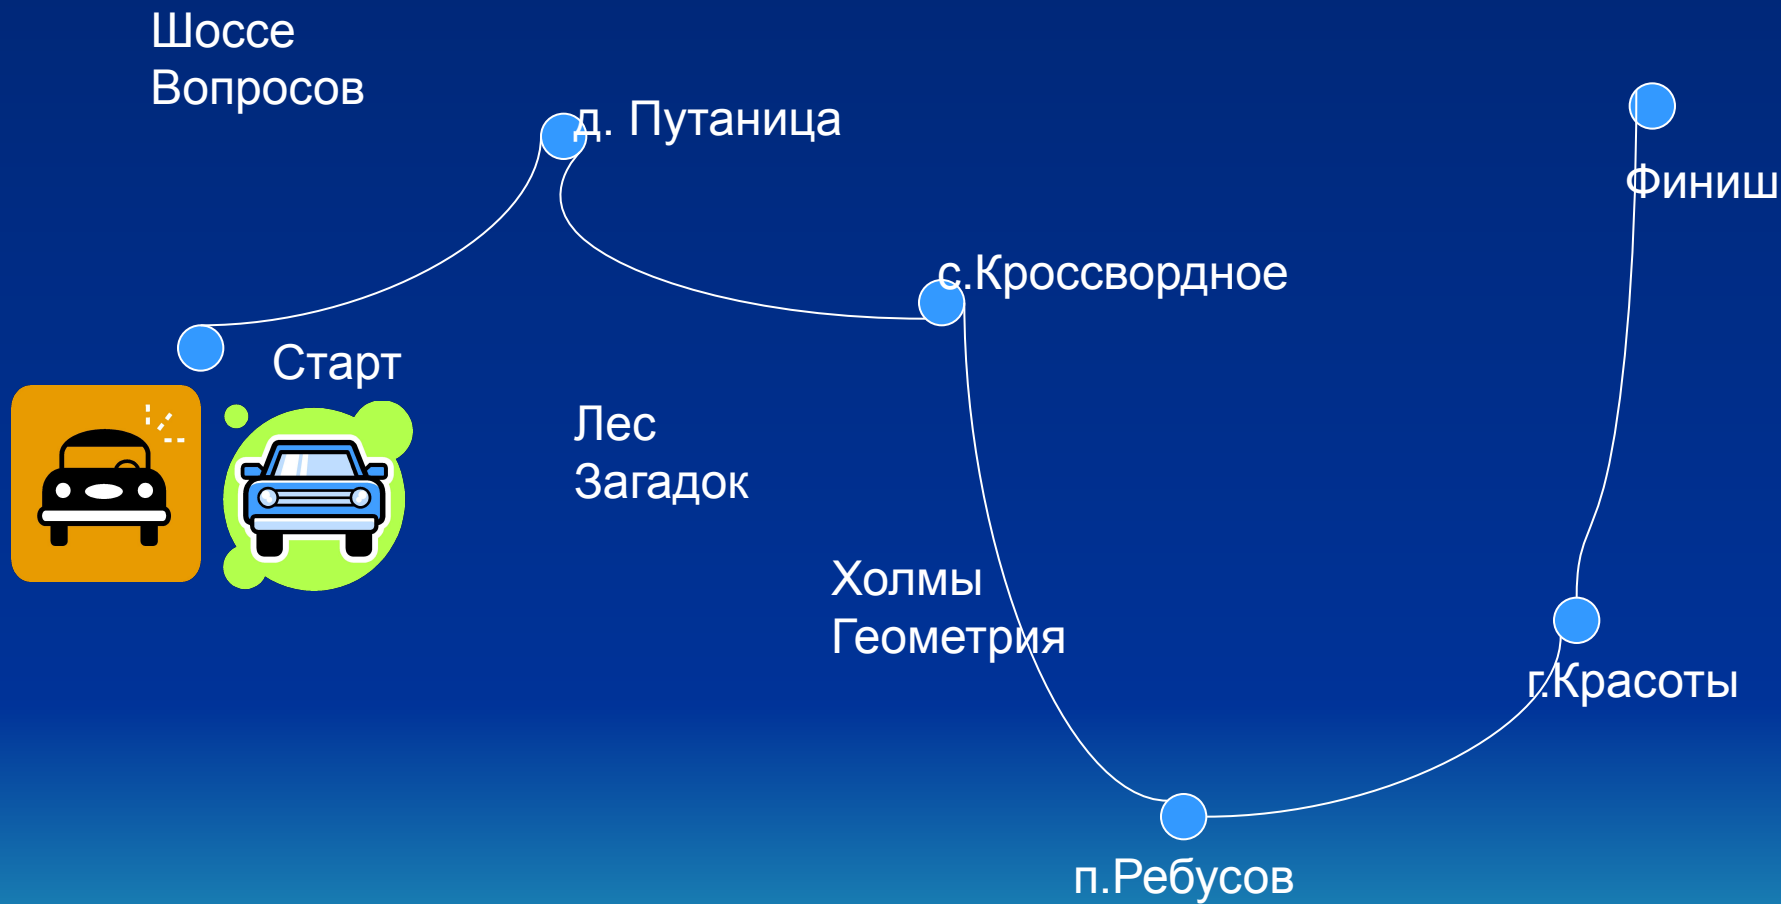 Шоссе
Вопросов
д. Путаница
Финиш
с.Кроссвордное
Старт
Лес
Загадок
Холмы
Геометрия
г.Красоты
п.Ребусов